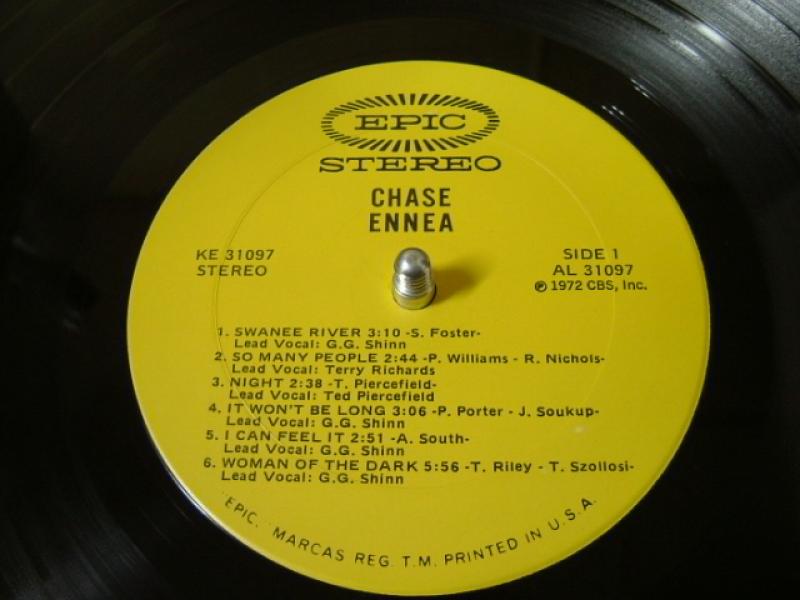 EPIC
STEREO
CHASE
ENNEA
KE 31097
STEREO
SIDE 1
AL 31097
℗ 1972 CBS, Inc.
1. SWANEE RIVER 3:10 -S. Foster-
Lead Vocal: G.G. Shinn
2. SO MANY PEOPLE 2:44 -P. Williams - R. Nichols-
Lead Vocal: Terry Richards
3. NIGHT 2:38 -T. Piercefield-
Lead Vocal: Ted Piercefield
4. IT WON'T BE LONG 3:06 -P. Porter - J. Soukup-
Lead Vocal: G.G. Shinn
5. I CAN FEEL IT 2:51 -A. South-
Lead Vocal: G.G. Shinn
6. WOMAN OF THE DARK 5:56 -T. Riley - T. Szollosi-
Lead Vocal: G.G. Shinn
"EPIC," MARCAS REG. T.M. PRINTED IN U.S.A.